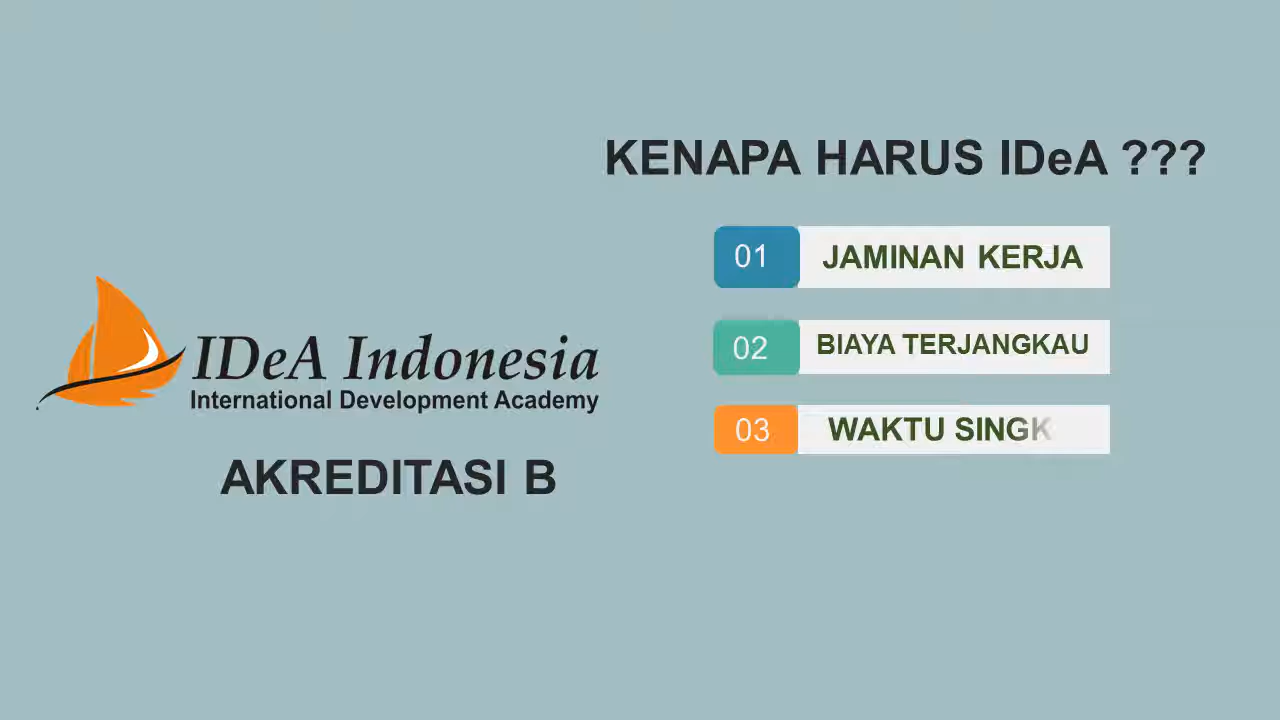 KENAPA HARUS IDeA ???
01 JAMINAN KERJA
02 BIAYA TERJANGKAU
03 WAKTU SINGK
IDeA Indonesia
International Development Academy
AKREDITASI B